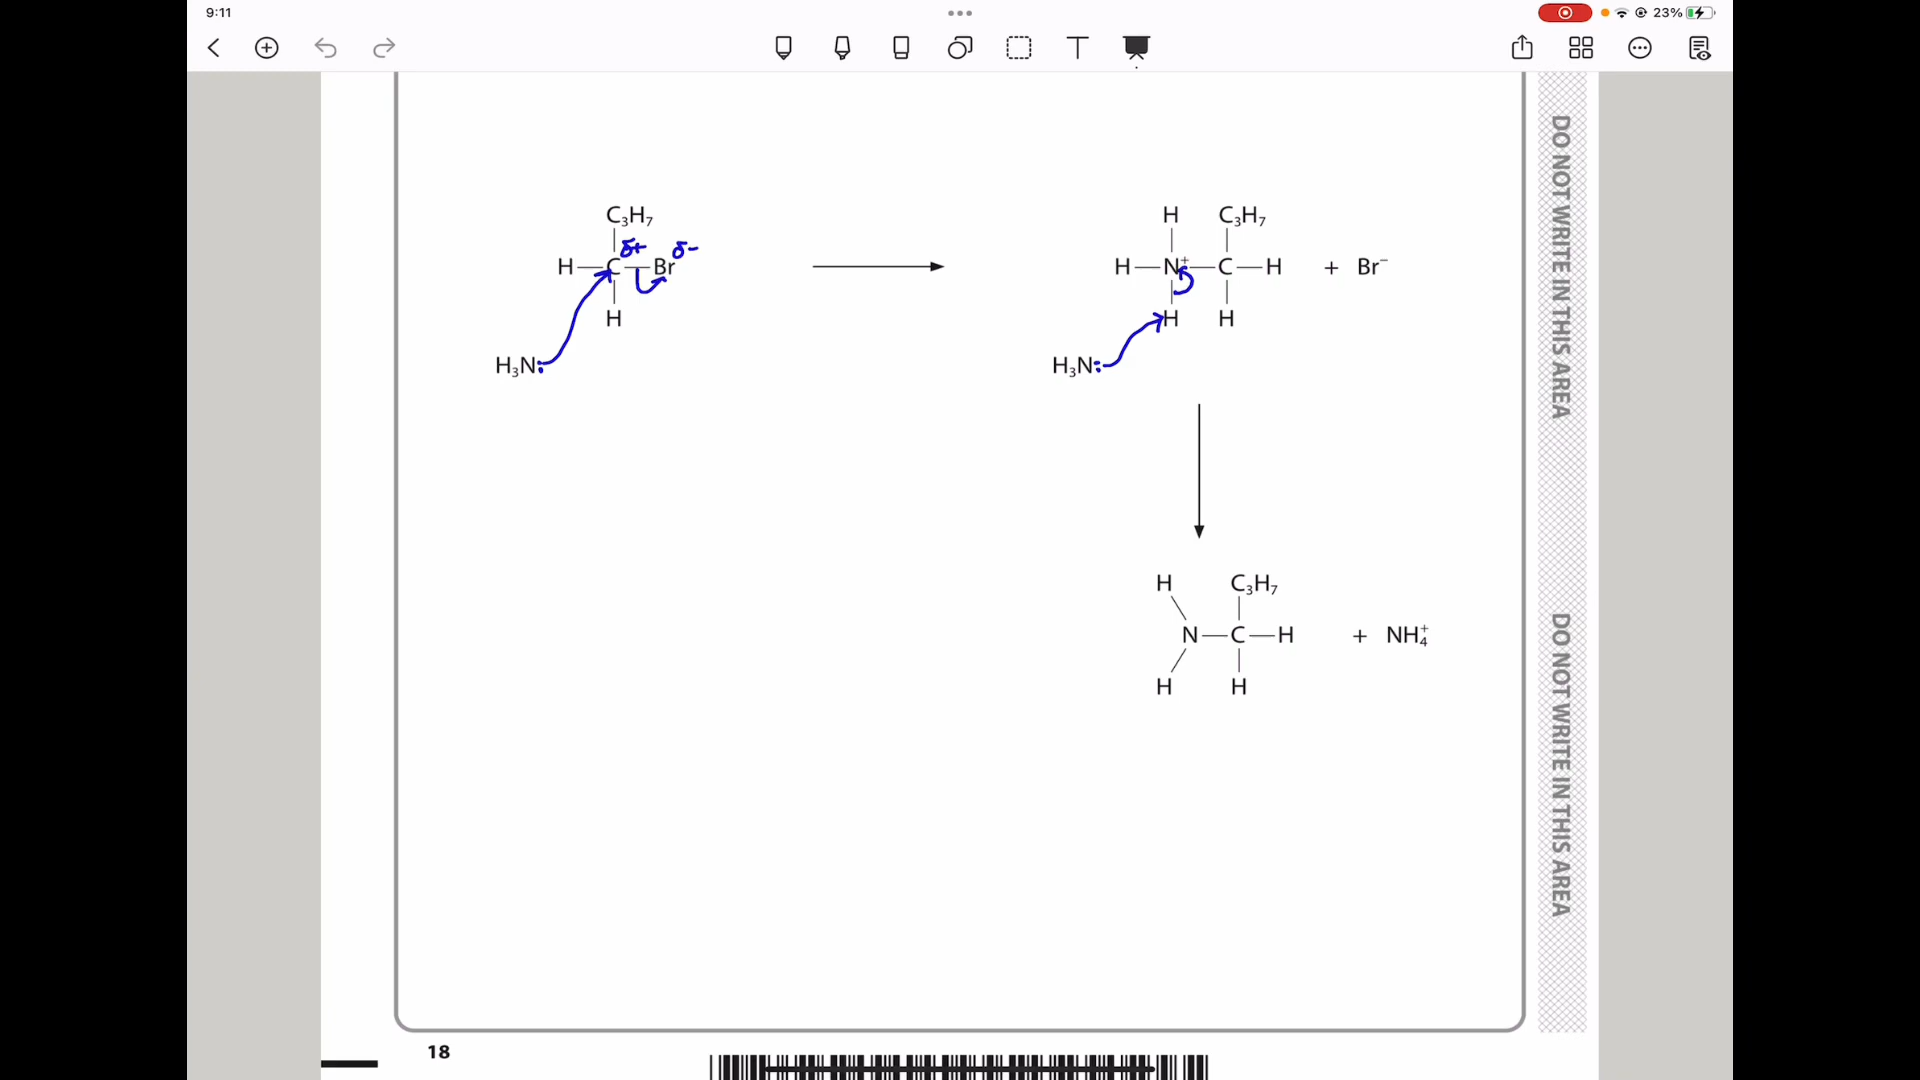 9:11
23%
C₃H₇
δ+ δ-
H—C—Br
H
H₃N:
H C₃H₇
H—N⁺—C—H + Br⁻
H H
H₃N:
H C₃H₇
N—C—H + NH₄⁺
H H
DO NOT WRITE IN THIS AREA
DO NOT WRITE IN THIS AREA
18